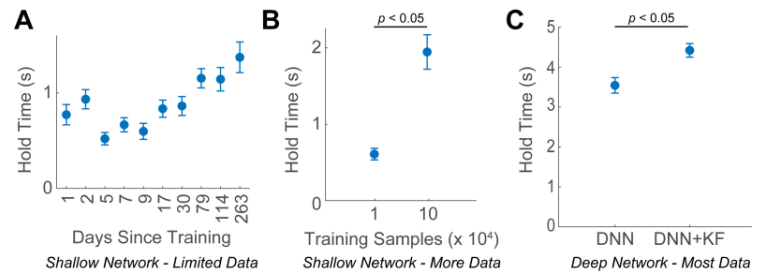 A
Hold Time (s)
1
0
1
2
5
7
9
17
30
79
114
263
Days Since Training
Shallow Network - Limited Data
B
p < 0.05
Hold Time (s)
2
1
0
1
10
Training Samples (x 10⁴)
Shallow Network - More Data
C
p < 0.05
Hold Time (s)
5
4
3
2
1
0
DNN
DNN+KF
Deep Network - Most Data